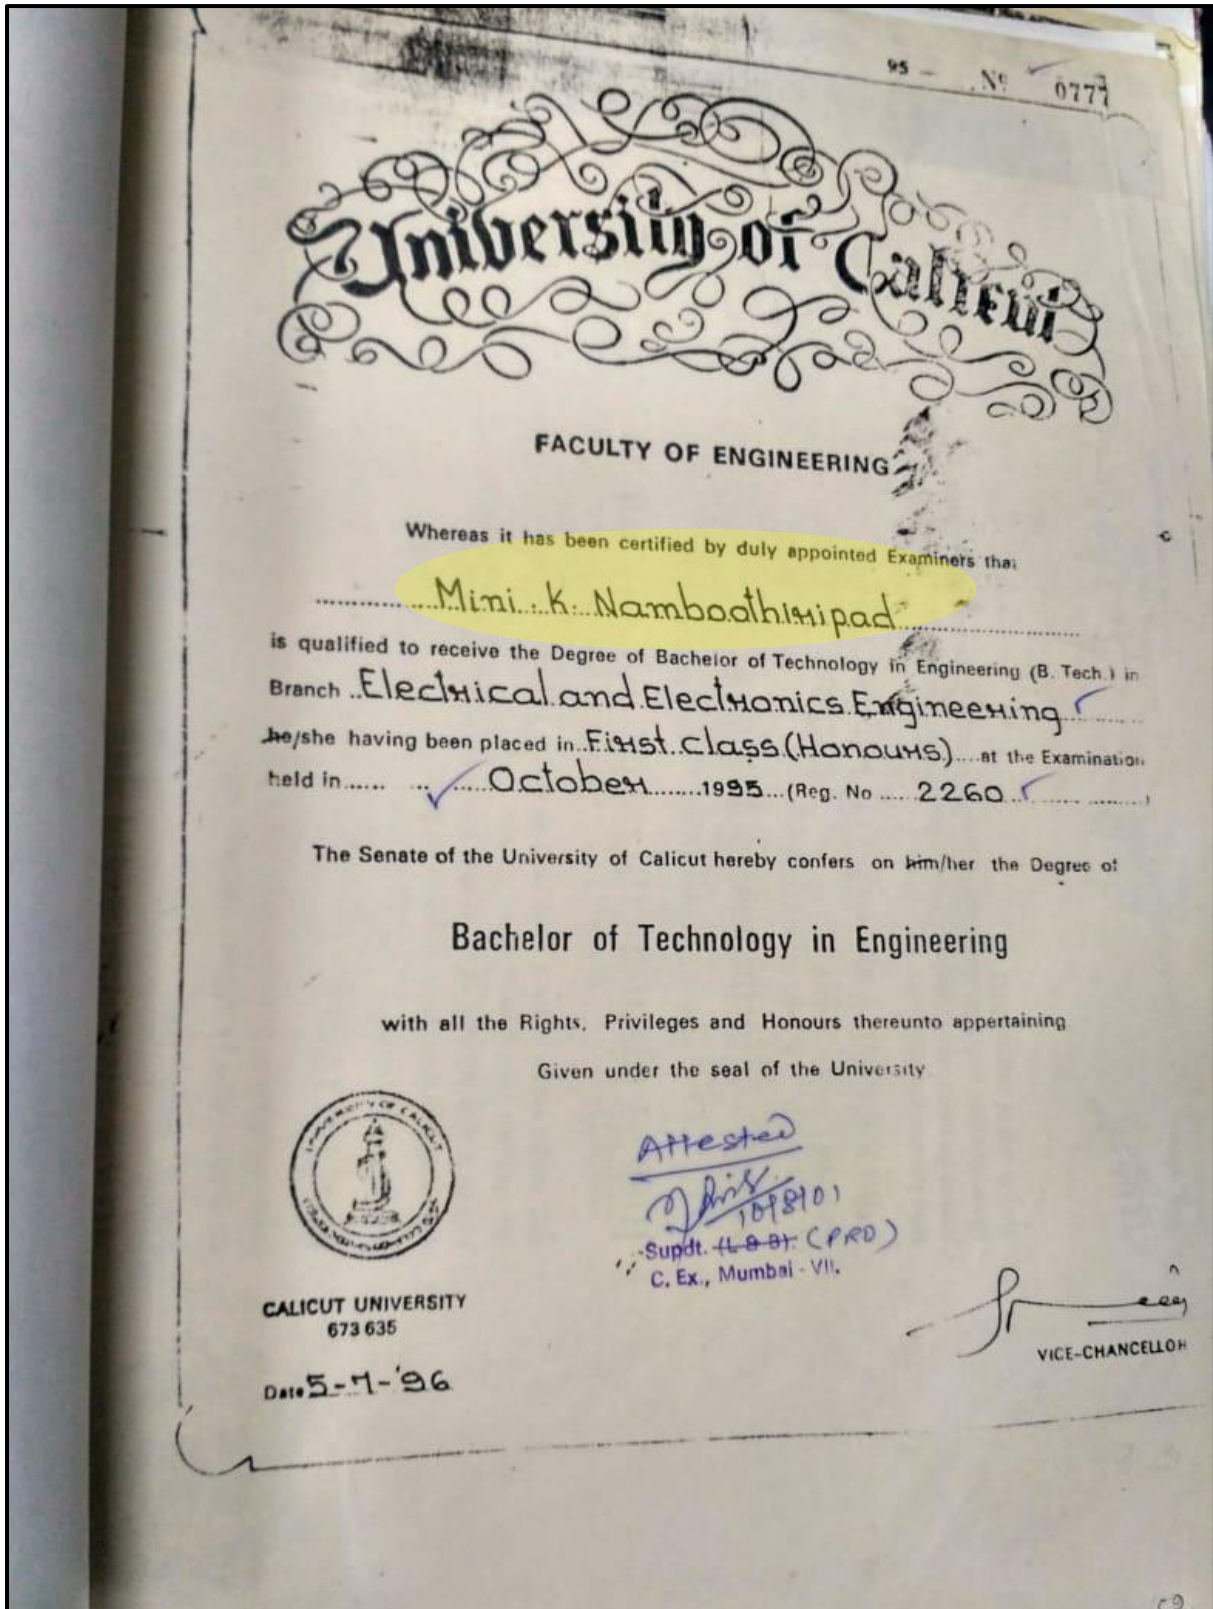 95 - Nº 0777
University of Calicut
FACULTY OF ENGINEERING
Whereas it has been certified by duly appointed Examiners that
Mini. K. Namboothiripad
is qualified to receive the Degree of Bachelor of Technology in Engineering (B. Tech.) in
Branch Electrical and Electronics Engineering
he/she having been placed in First Class (Honours) at the Examination
held in October 1995 (Reg. No 2260 )
The Senate of the University of Calicut hereby confers on him/her the Degree of
Bachelor of Technology in Engineering
with all the Rights, Privileges and Honours thereunto appertaining
Given under the seal of the University
UNIVERSITY OF CALICUT
Attested
Supdt. (L & B). (PRO)
C. Ex., Mumbai - VII.
CALICUT UNIVERSITY
673 635
VICE-CHANCELLOR
Date 5-7-'96